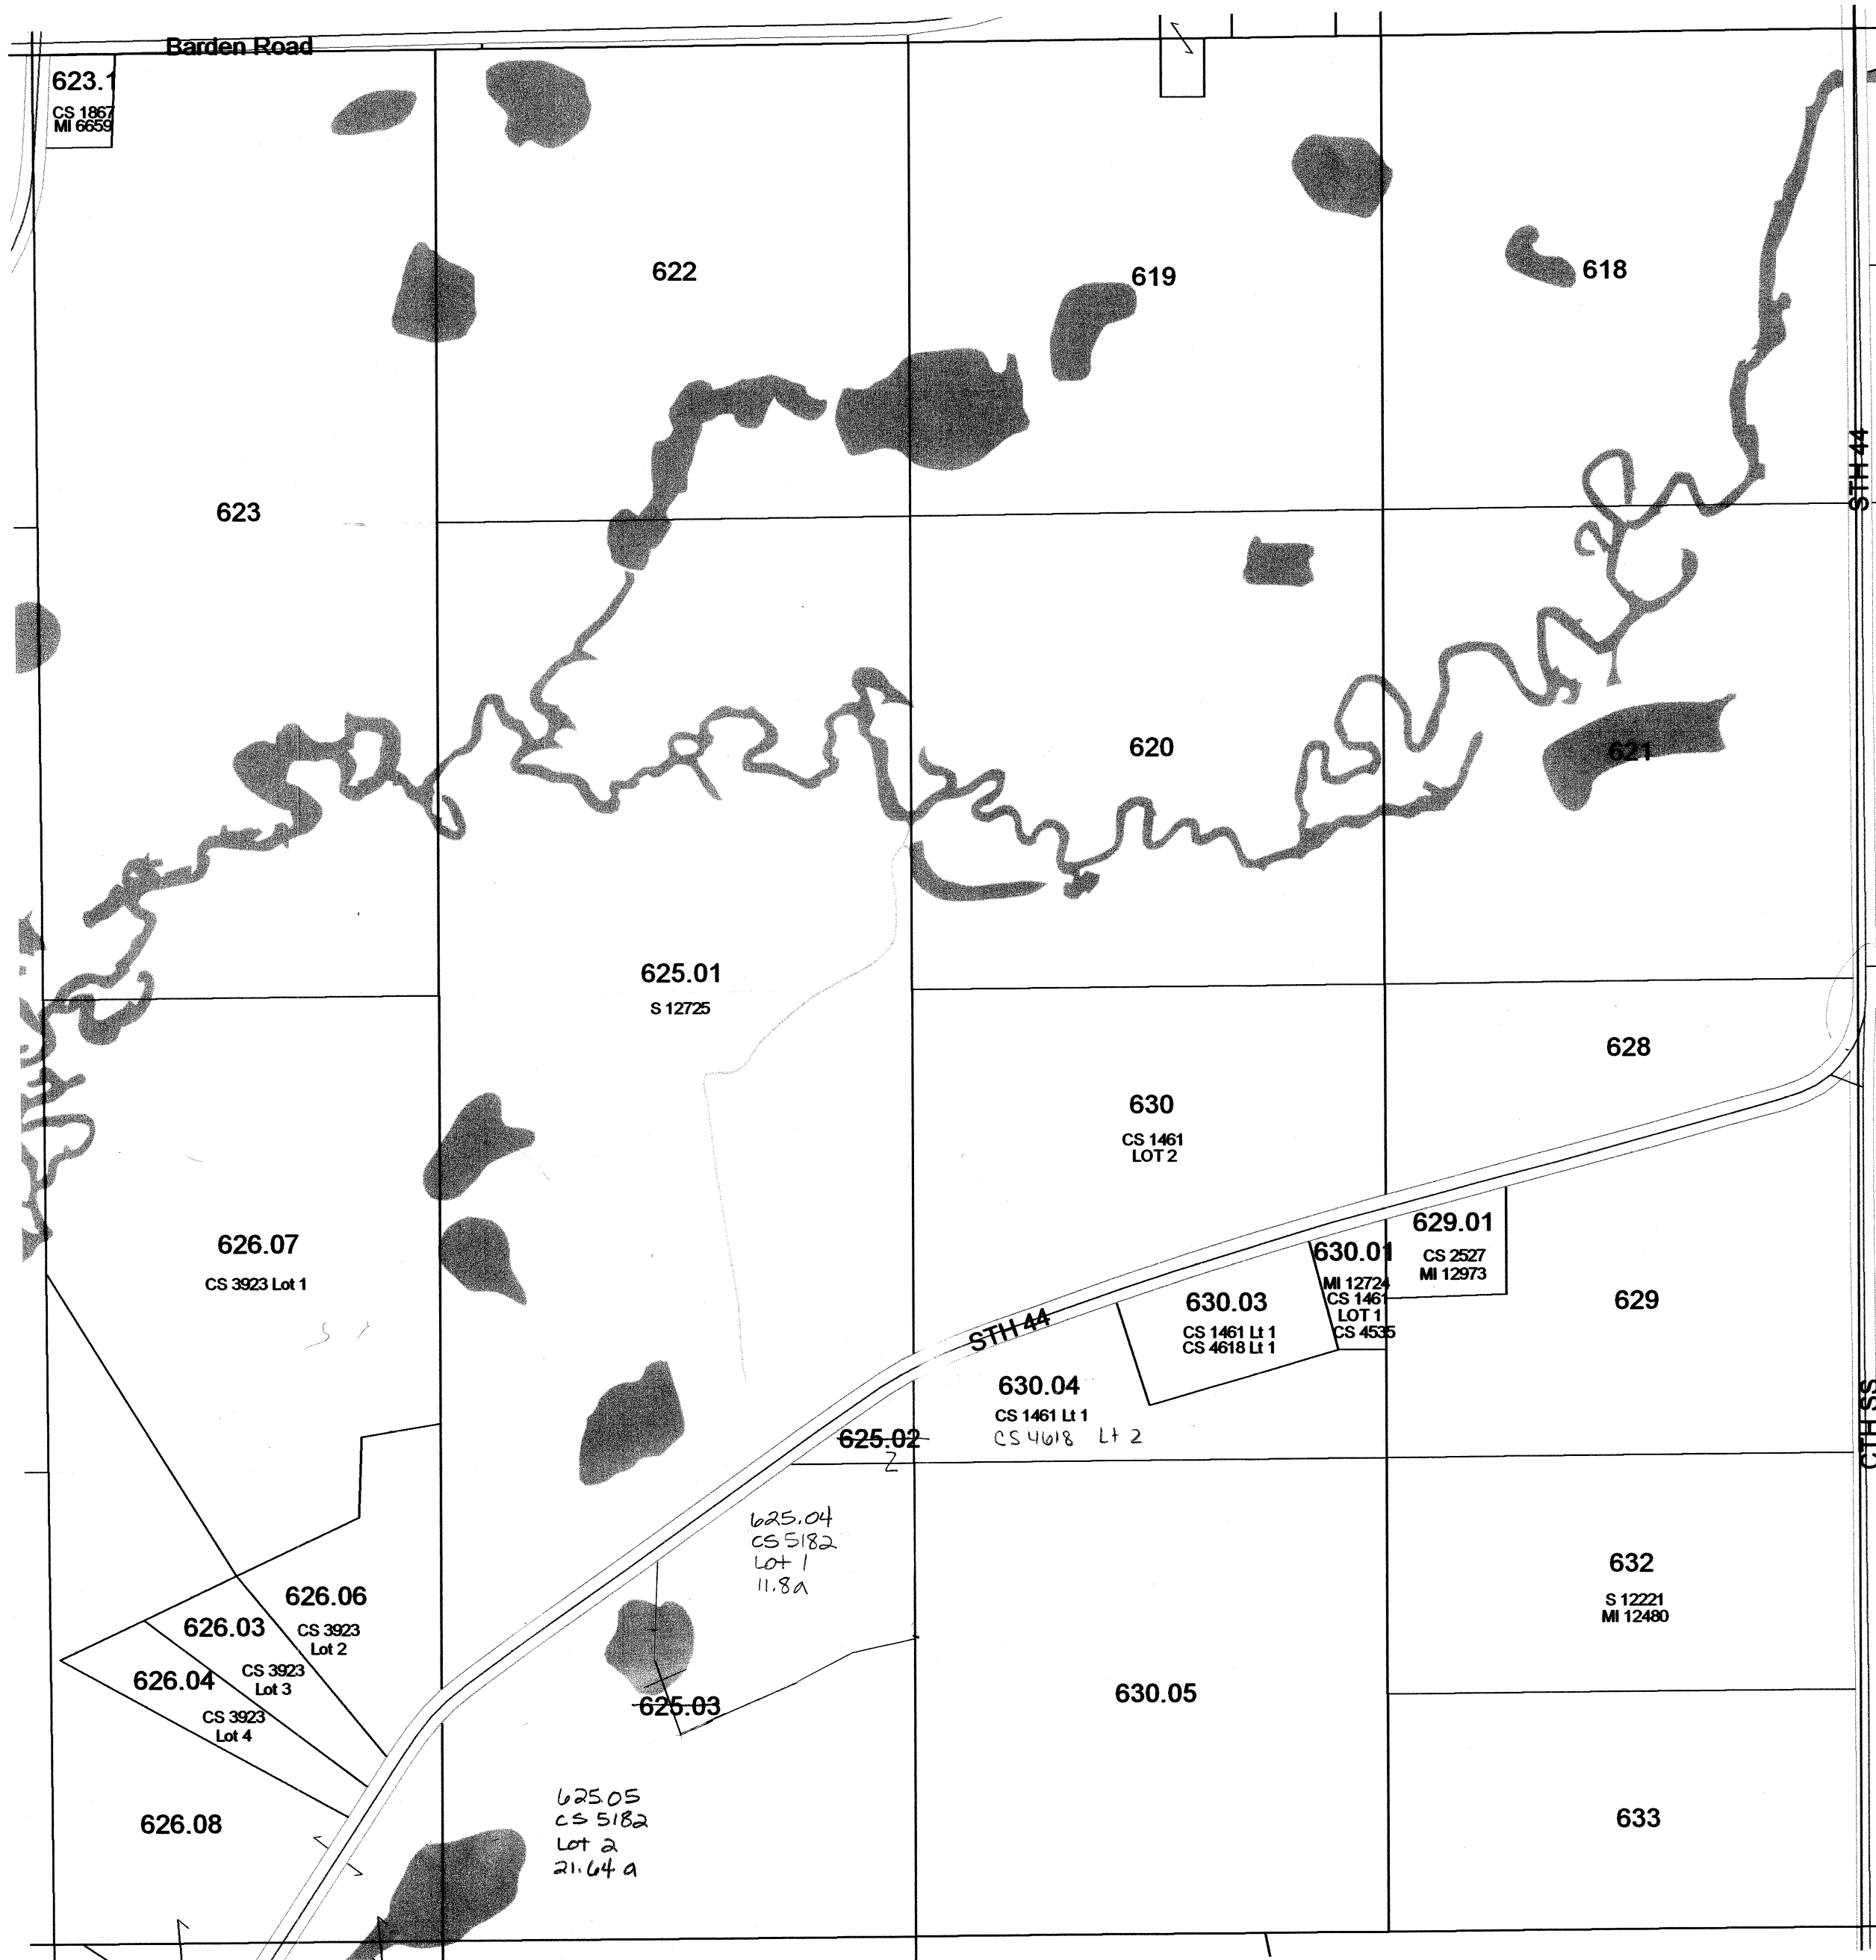 Barden Road
623.1
CS 1867
MI 6659
622
619
618
STH 44
623
620
621
625.01
S 12725
628
630
CS 1461
LOT 2
626.07
CS 3923 Lot 1
629.01
CS 2527
MI 12973
630.01
MI 12724
CS 1461
LOT 1
CS 4535
630.03
CS 1461 Lt 1
CS 4618 Lt 1
629
STH 44
630.04
CS 1461 Lt 1
CS 4618 Lt 2
CTH SS
625.02
2
625.04
CS 5182
Lot 1
11.8a
632
S 12221
MI 12480
626.06
CS 3923
Lot 2
626.03
CS 3923
Lot 3
626.04
CS 3923
Lot 4
625.03
630.05
625.05
CS 5182
Lot 2
21.64 a
626.08
633